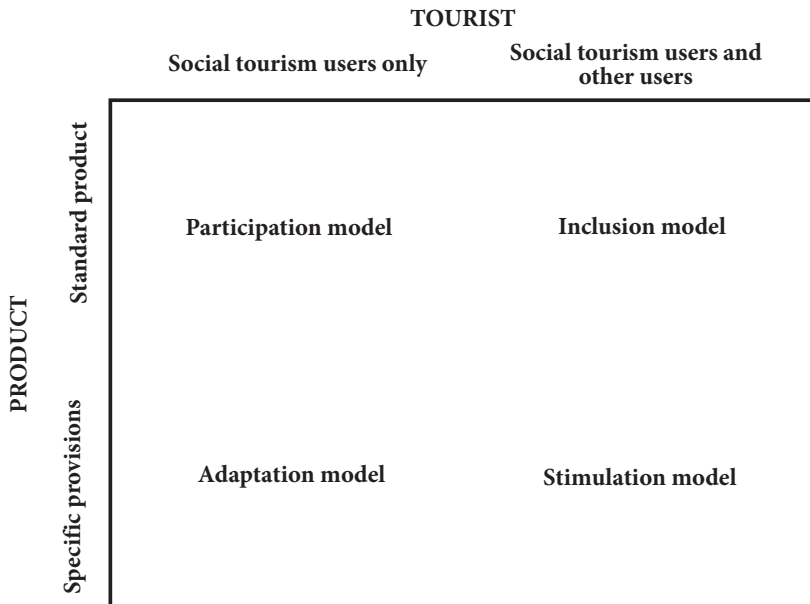 TOURIST
Social tourism users only
Social tourism users and
other users
PRODUCT
Standard product
Participation model
Inclusion model
Specific provisions
Adaptation model
Stimulation model